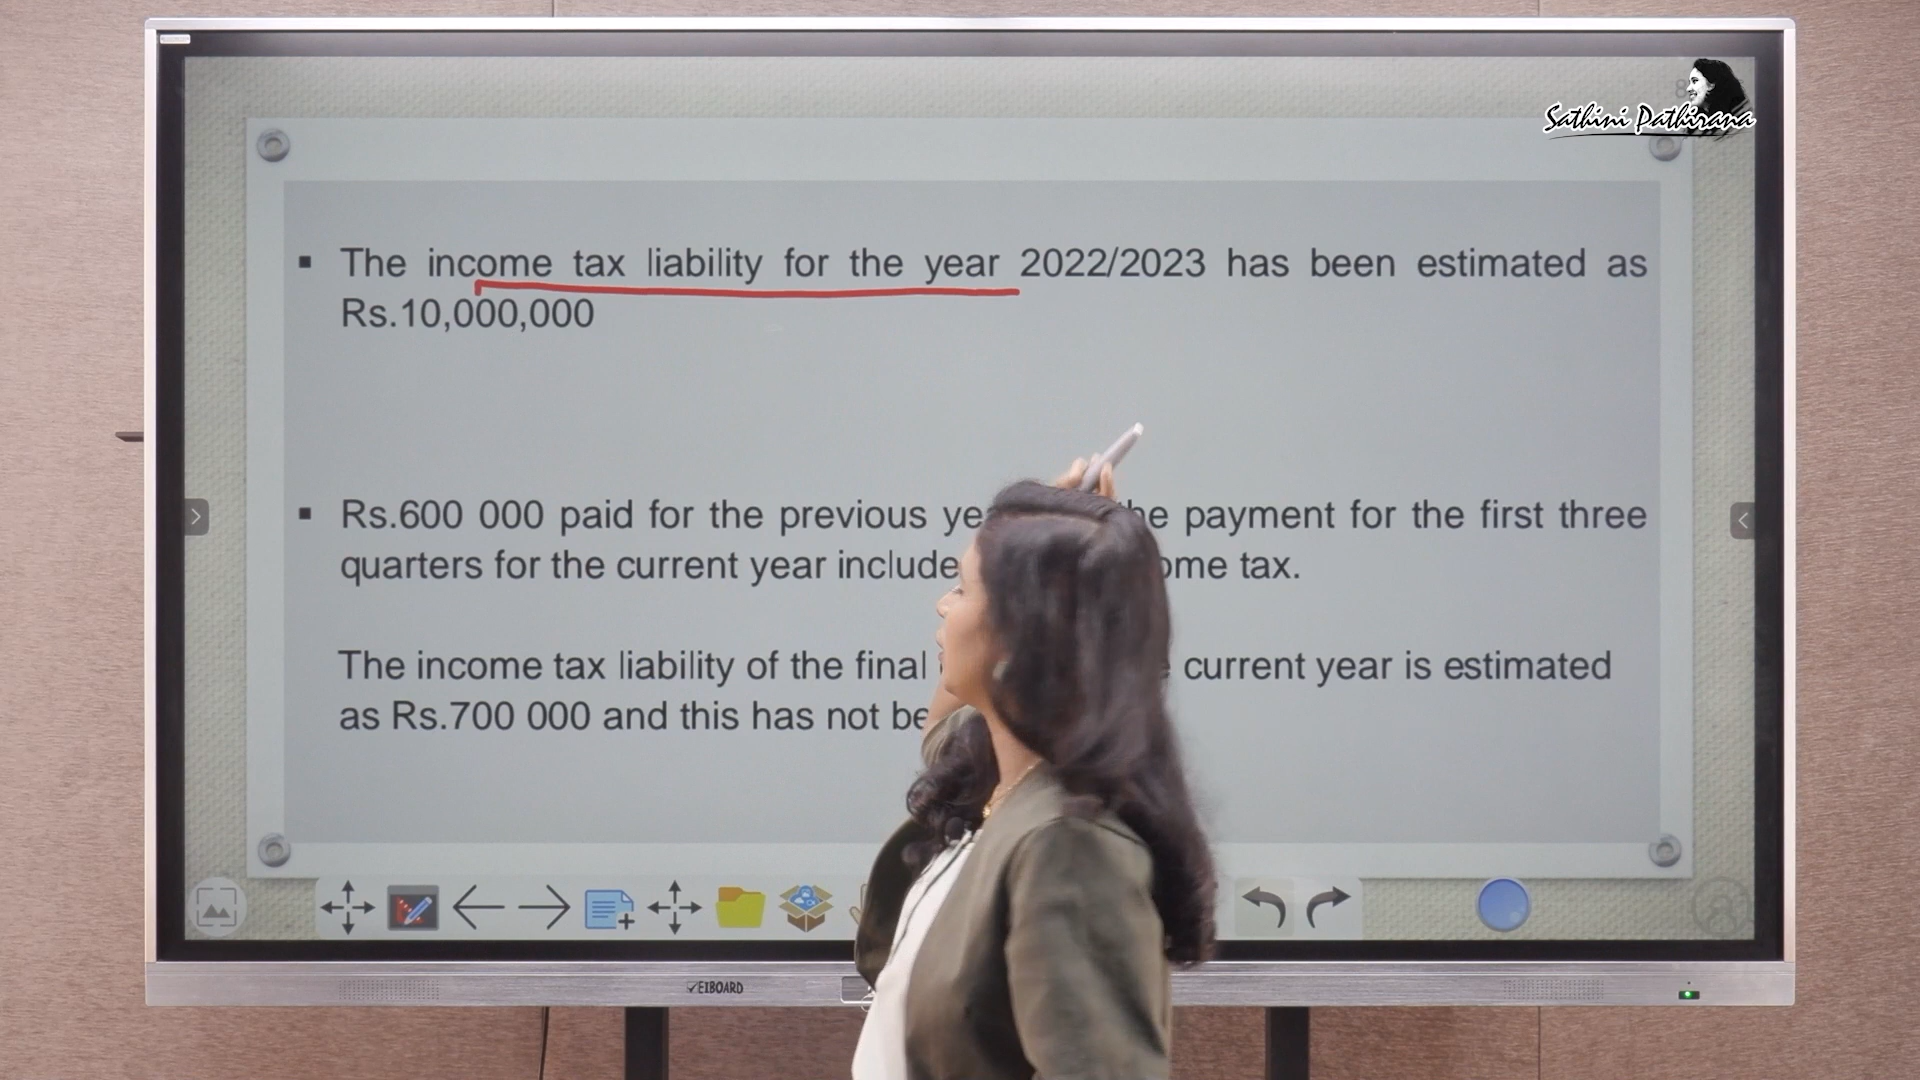 Sathini Pathirana
▪ The income tax liability for the year 2022/2023 has been estimated as
Rs.10,000,000
▪ Rs.600 000 paid for the previous he payment for the first three
quarters for the current year include ome tax.
The income tax liability of the final current year is estimated
as Rs.700 000 and this has not be
EIBOARD